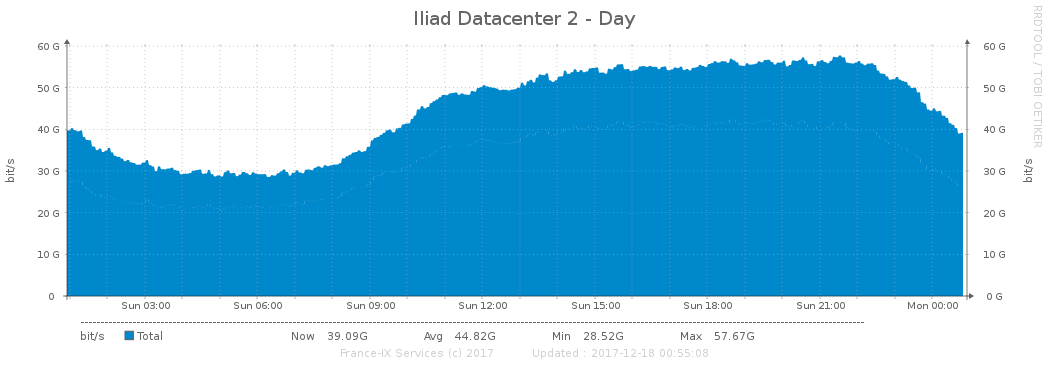 Iliad Datacenter 2 - Day
RRDTOOL / TOBI OETIKER
60 G 60 G
50 G 50 G
40 G 40 G
30 G 30 G
20 G 20 G
10 G 10 G
0 0 G
bit/s bit/s
Sun 03:00 Sun 06:00 Sun 09:00 Sun 12:00 Sun 15:00 Sun 18:00 Sun 21:00 Mon 00:00
bit/s Total Now 39.09G Avg 44.82G Min 28.52G Max 57.67G
France-IX Services (c) 2017 Updated : 2017-12-18 00:55:08